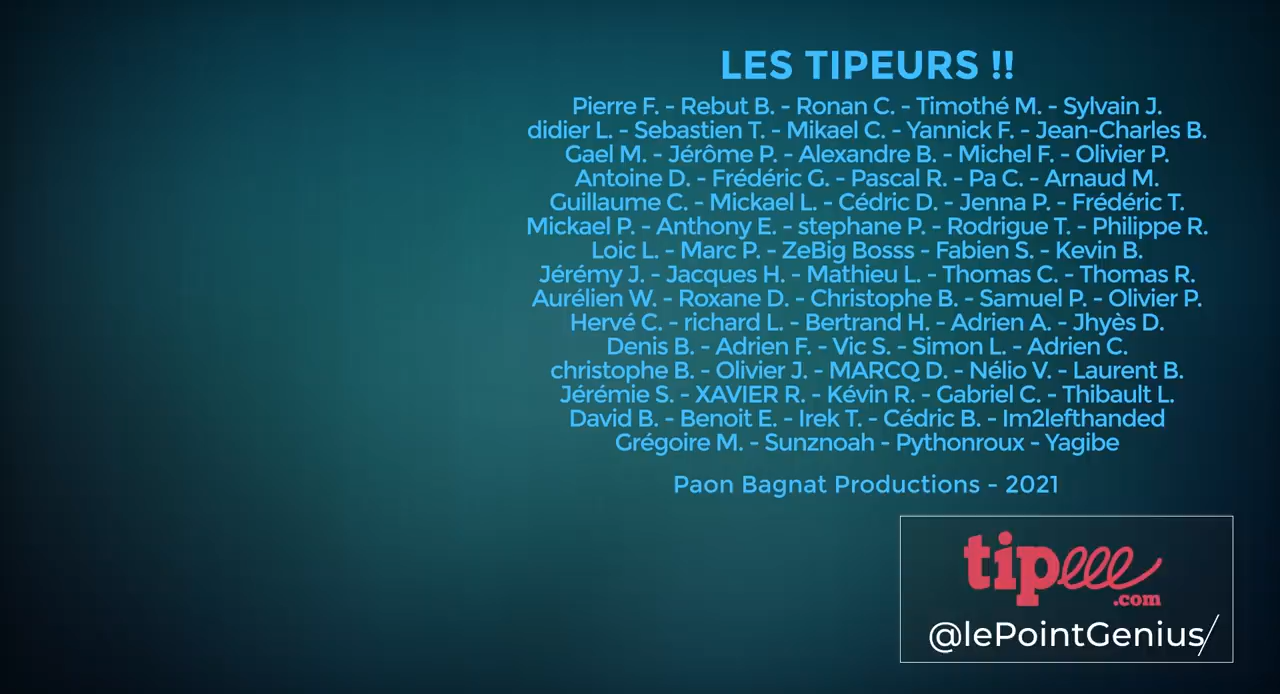 LES TIPEURS !!
Pierre F. - Rebut B. - Ronan C. - Timothé M. - Sylvain J.
didier L. - Sebastien T. - Mikael C. - Yannick F. - Jean-Charles B.
Gael M. - Jérôme P. - Alexandre B. - Michel F. - Olivier P.
Antoine D. - Frédéric G. - Pascal R. - Pa C. - Arnaud M.
Guillaume C. - Mickael L. - Cédric D. - Jenna P. - Frédéric T.
Mickael P. - Anthony E. - stephane P. - Rodrigue T. - Philippe R.
Loic L. - Marc P. - ZeBig Bosss - Fabien S. - Kevin B.
Jérémy J. - Jacques H. - Mathieu L. - Thomas C. - Thomas R.
Aurélien W. - Roxane D. - Christophe B. - Samuel P. - Olivier P.
Hervé C. - richard L. - Bertrand H. - Adrien A. - Jhyès D.
Denis B. - Adrien F. - Vic S. - Simon L. - Adrien C.
christophe B. - Olivier J. - MARCQ D. - Nélio V. - Laurent B.
Jérémie S. - XAVIER R. - Kévin R. - Gabriel C. - Thibault L.
David B. - Benoit E. - Irek T. - Cédric B. - Im2lefthanded
Grégoire M. - Sunznoah - Pythonroux - Yagibe
Paon Bagnat Productions - 2021
tipeee
.com
@lePointGenius/